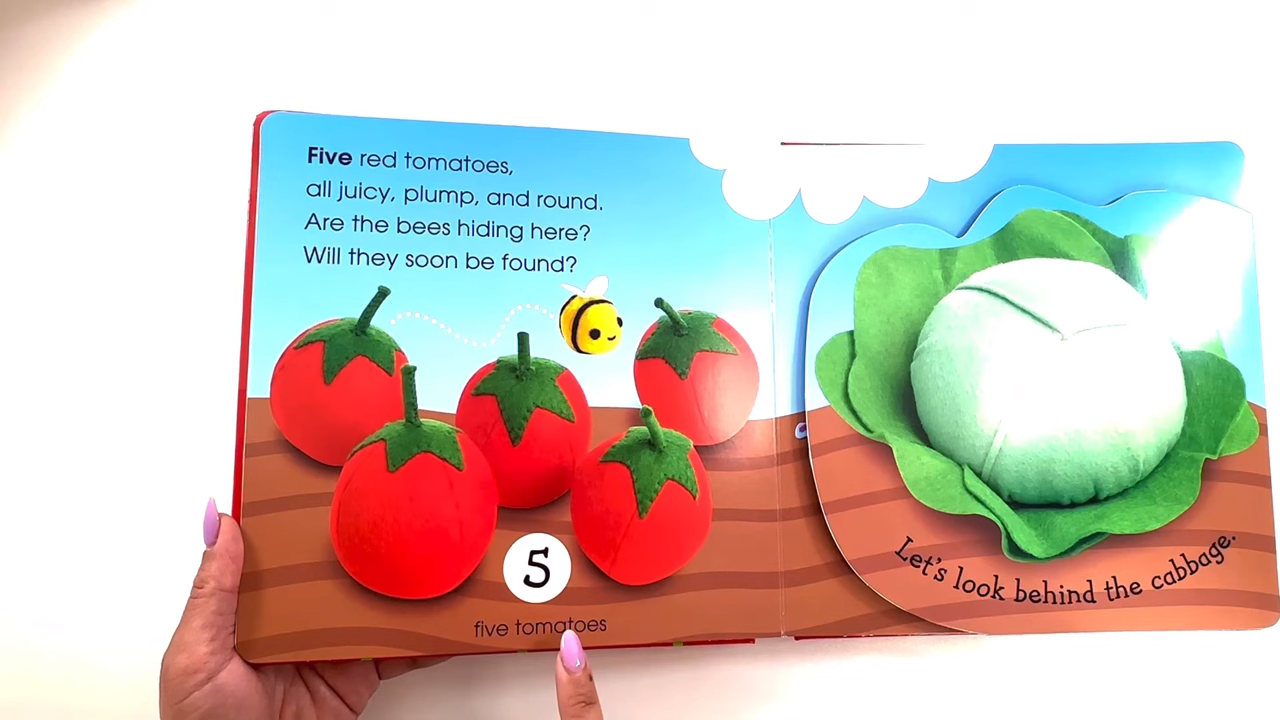 Five red tomatoes,
all juicy, plump, and round.
Are the bees hiding here?
Will they soon be found?
5
five tomatoes
Let's look behind the cabbage.